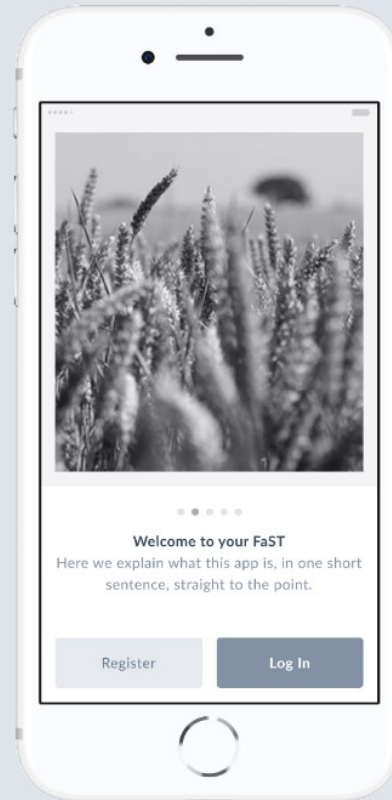 Welcome to your FaST
Here we explain what this app is, in one short
sentence, straight to the point.
Register
Log In